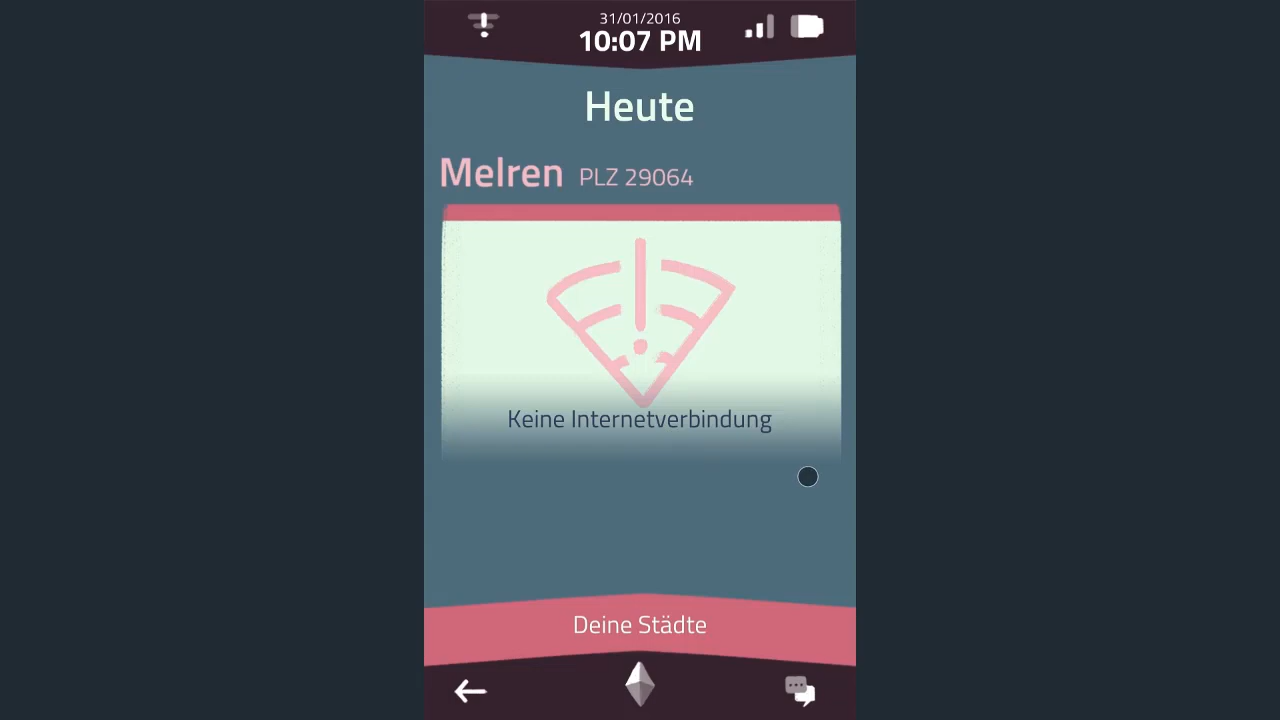 31/01/2016
10:07 PM
Heute
Melren PLZ 29064
Keine Internetverbindung
Deine Städte